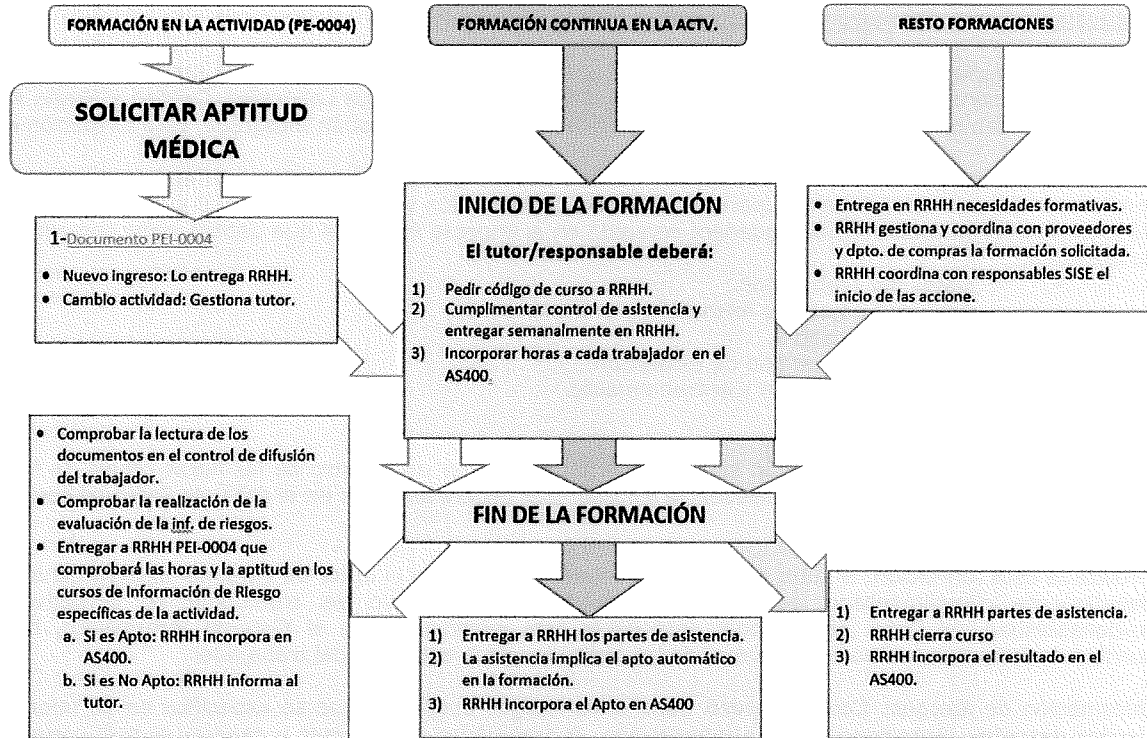 FORMACIÓN EN LA ACTIVIDAD (PE-0004)
FORMACIÓN CONTINUA EN LA ACTV.
RESTO FORMACIONES
SOLICITAR APTITUD
MÉDICA
1-Documento PEI-0004
• Nuevo ingreso: Lo entrega RRHH.
• Cambio actividad: Gestiona tutor.
INICIO DE LA FORMACIÓN
El tutor/responsable deberá:
1) Pedir código de curso a RRHH.
2) Cumplimentar control de asistencia y
entregar semanalmente en RRHH.
3) Incorporar horas a cada trabajador en el
AS400.
• Entrega en RRHH necesidades formativas.
• RRHH gestiona y coordina con proveedores
y dpto. de compras la formación solicitada.
• RRHH coordina con responsables SISE el
inicio de las accione.
FIN DE LA FORMACIÓN
• Comprobar la lectura de los
documentos en el control de difusión
del trabajador.
• Comprobar la realización de la
evaluación de la inf. de riesgos.
• Entregar a RRHH PEI-0004 que
comprobará las horas y la aptitud en los
cursos de Información de Riesgo
específicas de la actividad.
a. Si es Apto: RRHH incorpora en
AS400.
b. Si es No Apto: RRHH informa al
tutor.
1) Entregar a RRHH los partes de asistencia.
2) La asistencia implica el apto automático
en la formación.
3) RRHH incorpora el Apto en AS400
1) Entregar a RRHH partes de asistencia.
2) RRHH cierra curso
3) RRHH incorpora el resultado en el
AS400.